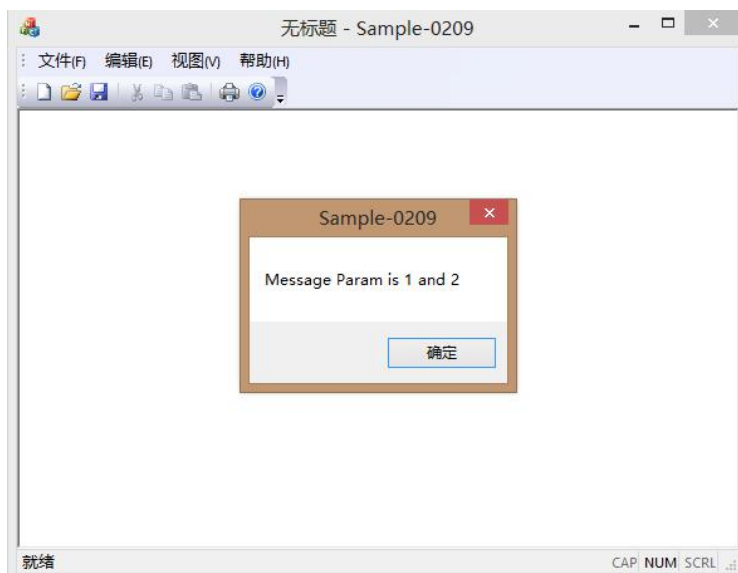 无标题 - Sample-0209
文件(F) 编辑(E) 视图(V) 帮助(H)
Sample-0209
Message Param is 1 and 2
确定
就绪 CAP NUM SCRL